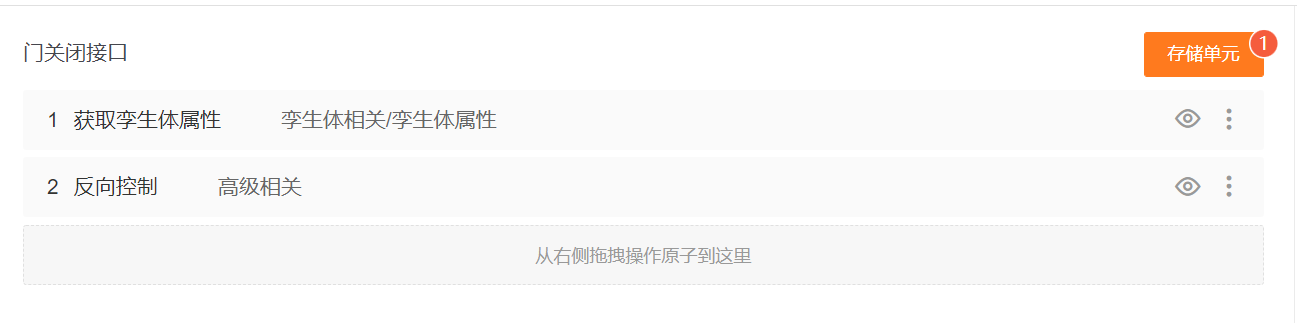 门关闭接口
存储单元 1
1 获取孪生体属性 孪生体相关/孪生体属性
2 反向控制 高级相关
从右侧拖拽操作原子到这里